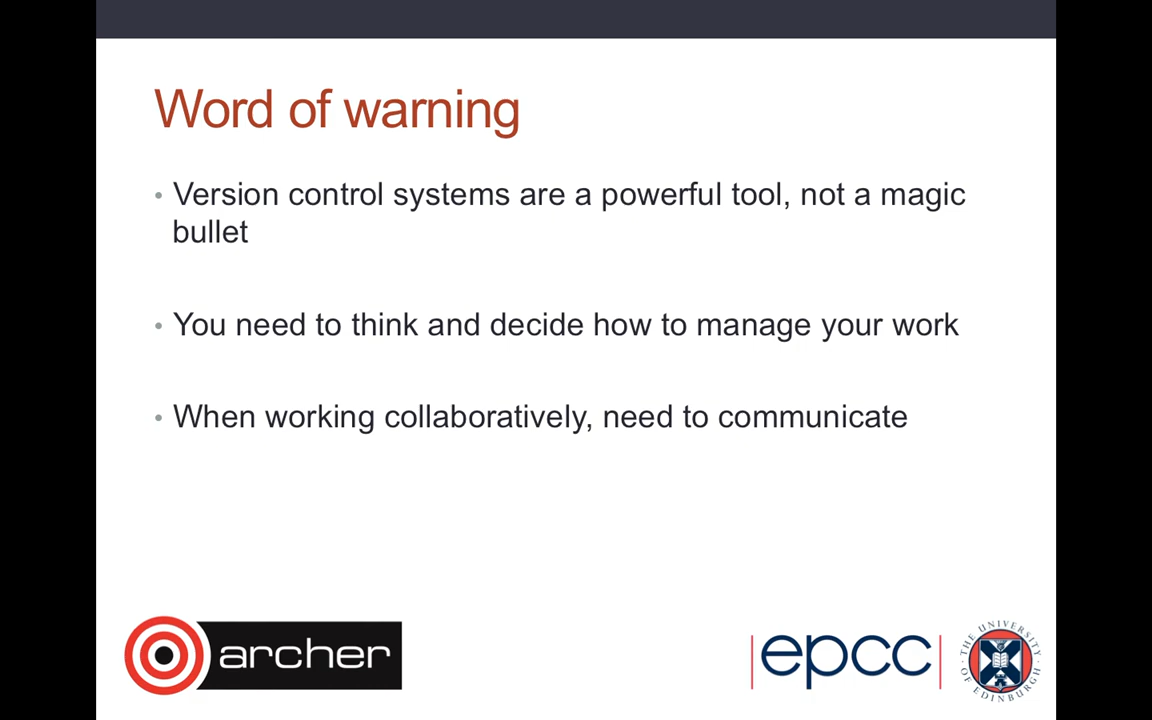 Word of warning
• Version control systems are a powerful tool, not a magic
bullet
• You need to think and decide how to manage your work
• When working collaboratively, need to communicate
archer
epcc
THE UNIVERSITY OF EDINBURGH